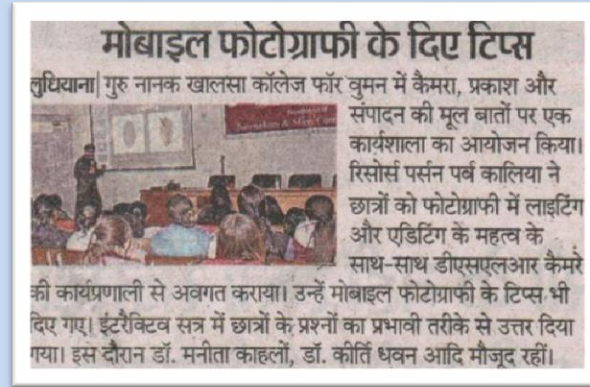 मोबाइल फोटोग्राफी के दिए टिप्स
लुधियाना| गुरु नानक खालसा कॉलेज फॉर वुमन में कैमरा, प्रकाश और
संपादन की मूल बातों पर एक
कार्यशाला का आयोजन किया।
रिसोर्स पर्सन पर्व कालिया ने
छात्रों को फोटोग्राफी में लाइटिंग
और एडिटिंग के महत्व के
साथ-साथ डीएसएलआर कैमरे
की कार्यप्रणाली से अवगत कराया। उन्हें मोबाइल फोटोग्राफी के टिप्स भी
दिए गए। इंटरैक्टिव सत्र में छात्रों के प्रश्नों का प्रभावी तरीके से उत्तर दिया
गया। इस दौरान डॉ. मनीता काहलों, डॉ. कीर्ति धवन आदि मौजूद रहीं।